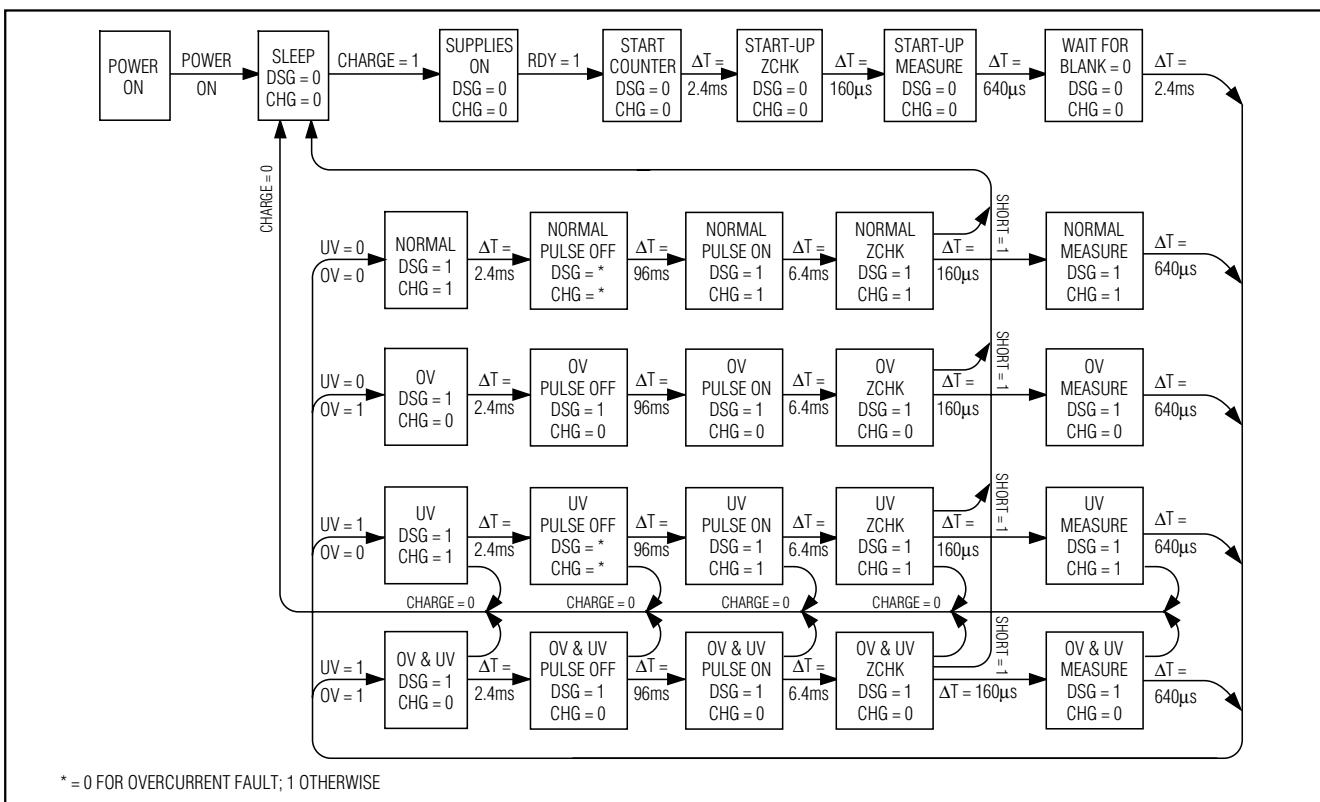 POWER
ON
POWER
ON
SLEEP
DSG = 0
CHG = 0
CHARGE = 1
SUPPLIES
ON
DSG = 0
CHG = 0
RDY = 1
START
COUNTER
DSG = 0
CHG = 0
ΔT =
2.4ms
START-UP
ZCHK
DSG = 0
CHG = 0
ΔT =
160μs
START-UP
MEASURE
DSG = 0
CHG = 0
ΔT =
640μs
WAIT FOR
BLANK = 0
DSG = 0
CHG = 0
ΔT =
2.4ms
CHARGE = 0
UV = 0
OV = 0
NORMAL
DSG = 1
CHG = 1
ΔT =
2.4ms
NORMAL
PULSE OFF
DSG = *
CHG = *
ΔT =
96ms
NORMAL
PULSE ON
DSG = 1
CHG = 1
ΔT =
6.4ms
NORMAL
ZCHK
DSG = 1
CHG = 1
SHORT = 1
ΔT =
160μs
NORMAL
MEASURE
DSG = 1
CHG = 1
ΔT =
640μs
UV = 0
OV = 1
OV
DSG = 1
CHG = 0
ΔT =
2.4ms
OV
PULSE OFF
DSG = 1
CHG = 0
ΔT =
96ms
OV
PULSE ON
DSG = 1
CHG = 0
ΔT =
6.4ms
OV
ZCHK
DSG = 1
CHG = 0
SHORT = 1
ΔT =
160μs
OV
MEASURE
DSG = 1
CHG = 0
ΔT =
640μs
UV = 1
OV = 0
UV
DSG = 1
CHG = 1
ΔT =
2.4ms
UV
PULSE OFF
DSG = *
CHG = *
ΔT =
96ms
UV
PULSE ON
DSG = 1
CHG = 1
ΔT =
6.4ms
UV
ZCHK
DSG = 1
CHG = 1
SHORT = 1
ΔT =
160μs
UV
MEASURE
DSG = 1
CHG = 1
ΔT =
640μs
CHARGE = 0
CHARGE = 0
CHARGE = 0
CHARGE = 0
UV = 1
OV = 1
OV & UV
DSG = 1
CHG = 0
ΔT =
2.4ms
OV & UV
PULSE OFF
DSG = 1
CHG = 0
ΔT =
96ms
OV & UV
PULSE ON
DSG = 1
CHG = 0
ΔT =
6.4ms
OV & UV
ZCHK
DSG = 1
CHG = 0
SHORT = 1
ΔT = 160μs
OV & UV
MEASURE
DSG = 1
CHG = 0
ΔT =
640μs
* = 0 FOR OVERCURRENT FAULT; 1 OTHERWISE